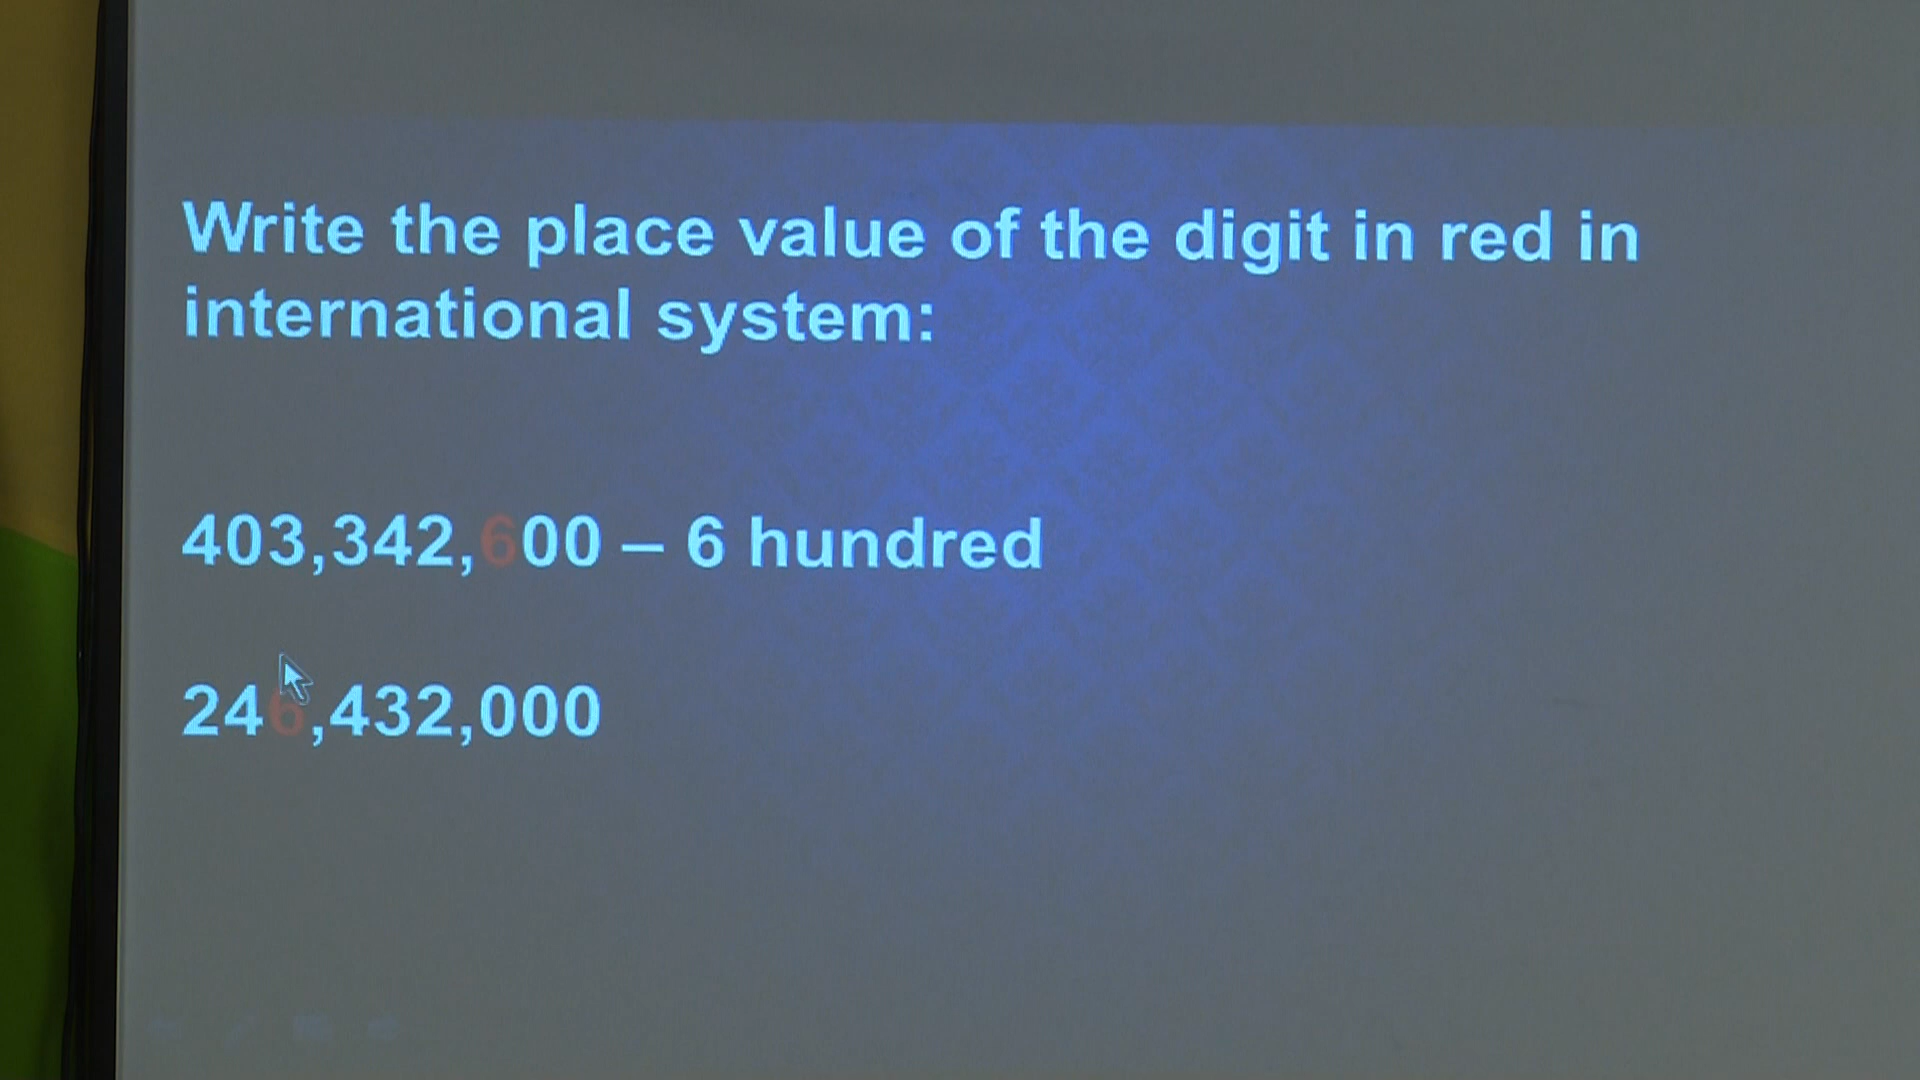 Write the place value of the digit in red in
international system:
403,342,600 – 6 hundred
246,432,000